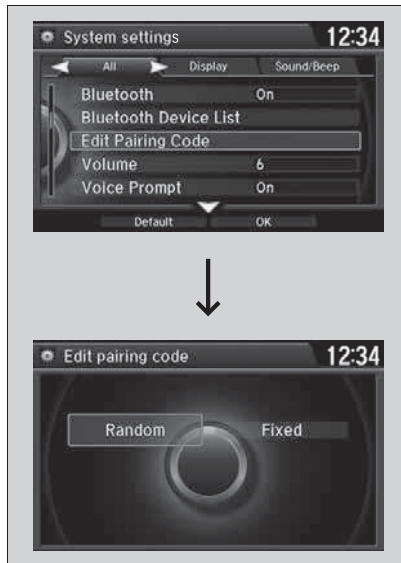 System settings 12:34
All Display Sound/Beep
Bluetooth On
Bluetooth Device List
Edit Pairing Code
Volume 6
Voice Prompt On
Default OK
Edit pairing code 12:34
Random Fixed